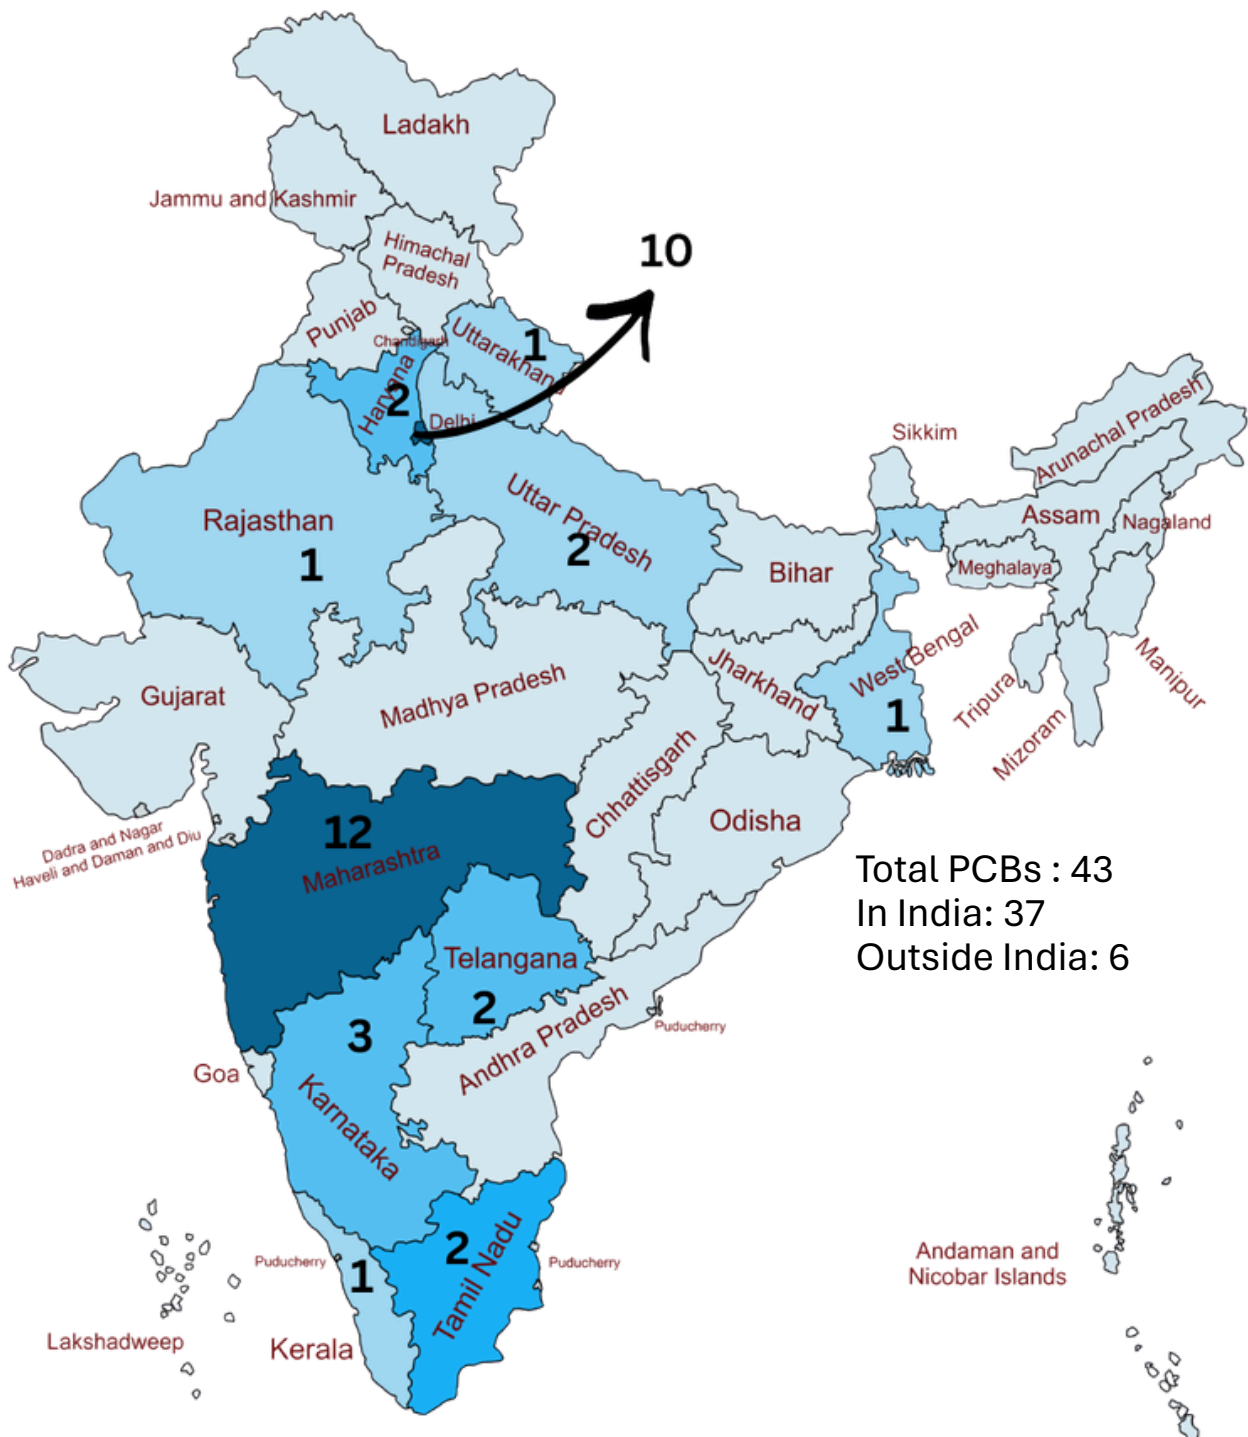 Ladakh
Jammu and Kashmir
Himachal
Pradesh
10
Punjab
Chandigarh
Uttarakhand
1
Haryana
2
Delhi
Sikkim
Arunachal Pradesh
Rajasthan
1
Uttar Pradesh
2
Bihar
Assam
Nagaland
Meghalaya
West Bengal
1
Jharkhand
Tripura
Mizoram
Manipur
Gujarat
Madhya Pradesh
Chhattisgarh
Odisha
Dadra and Nagar
Haveli and Daman and Diu
12
Maharashtra
Total PCBs : 43
In India: 37
Outside India: 6
Telangana
2
3
Karnataka
Andhra Pradesh
Puducherry
Goa
Puducherry
1
Kerala
2
Tamil Nadu
Puducherry
Lakshadweep
Andaman and
Nicobar Islands